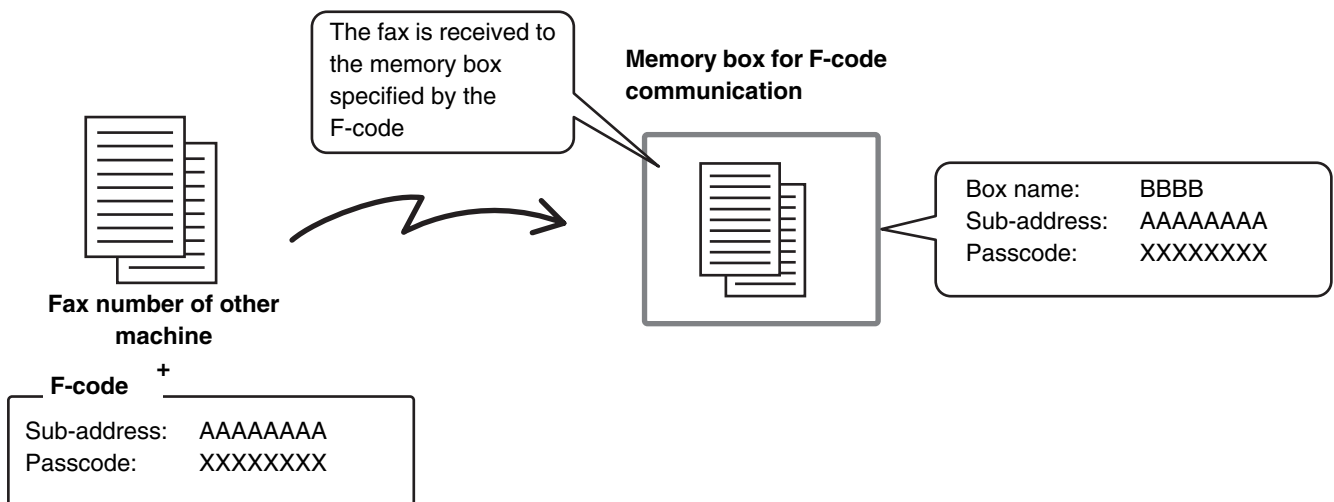 The fax is received to
the memory box
specified by the
F-code
Memory box for F-code
communication
Box name: BBBB
Sub-address: AAAAAAAA
Passcode: XXXXXXXX
Fax number of other
machine
+
F-code
Sub-address: AAAAAAAA
Passcode: XXXXXXXX